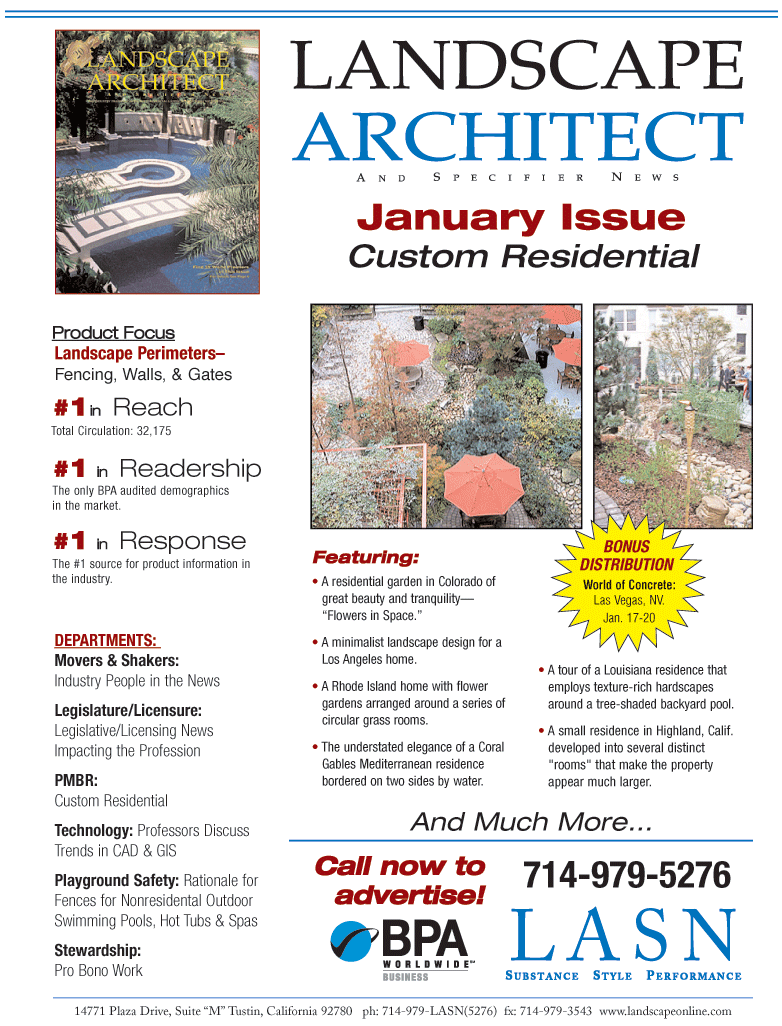 LANDSCAPE
ARCHITECT
LANDSCAPE
ARCHITECT
AND SPECIFIER NEWS
January Issue
Custom Residential
Product Focus
Landscape Perimeters–
Fencing, Walls, & Gates
#1 in Reach
Total Circulation: 32,175
#1 in Readership
The only BPA audited demographics
in the market.
#1 in Response
The #1 source for product information in
the industry.
DEPARTMENTS:
Movers & Shakers:
Industry People in the News
Legislature/Licensure:
Legislative/Licensing News
Impacting the Profession
PMBR:
Custom Residential
Technology: Professors Discuss
Trends in CAD & GIS
Playground Safety: Rationale for
Fences for Nonresidental Outdoor
Swimming Pools, Hot Tubs & Spas
Stewardship:
Pro Bono Work
Featuring:
• A residential garden in Colorado of
great beauty and tranquility—
“Flowers in Space.”
• A minimalist landscape design for a
Los Angeles home.
• A Rhode Island home with flower
gardens arranged around a series of
circular grass rooms.
• The understated elegance of a Coral
Gables Mediterranean residence
bordered on two sides by water.
BONUS
DISTRIBUTION
World of Concrete:
Las Vegas, NV.
Jan. 17-20
• A tour of a Louisiana residence that
employs texture-rich hardscapes
around a tree-shaded backyard pool.
• A small residence in Highland, Calif.
developed into several distinct
"rooms" that make the property
appear much larger.
And Much More...
Call now to
advertise!
714-979-5276
BPA
WORLDWIDE™
BUSINESS
LASN
SUBSTANCE STYLE PERFORMANCE
14771 Plaza Drive, Suite “M” Tustin, California 92780 ph: 714-979-LASN(5276) fx: 714-979-3543 www.landscapeonline.com